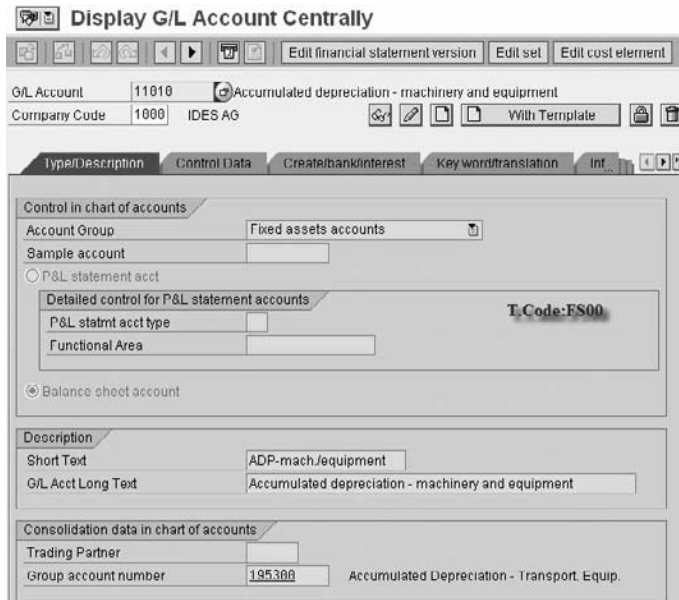 Display G/L Account Centrally
Edit financial statement version Edit set Edit cost element
G/L Account 11010 Accumulated depreciation - machinery and equipment
Company Code 1000 IDES AG With Template
Type/Description Control Data Create/bank/interest Key word/translation Inf...
Control in chart of accounts
Account Group Fixed assets accounts
Sample account
P&L statement acct
Detailed control for P&L statement accounts
T.Code:FS00
P&L statmt acct type
Functional Area
Balance sheet account
Description
Short Text ADP-mach./equipment
G/L Acct Long Text Accumulated depreciation - machinery and equipment
Consolidation data in chart of accounts
Trading Partner
Group account number 195300 Accumulated Depreciation - Transport. Equip.